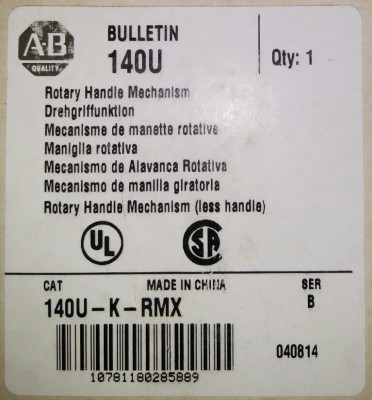 A-B
QUALITY
BULLETIN
140U
Qty: 1
Rotary Handle Mechanism
Drehgriffunktion
Mecanisme de manette rotative
Maniglia rotativa
Mecanismo de Alavanca Rotativa
Mecanismo de manilla giratoria
Rotary Handle Mechanism (less handle)
UL
SA
CAT MADE IN CHINA SER
140U-K-RMX B
040814
10781180285889